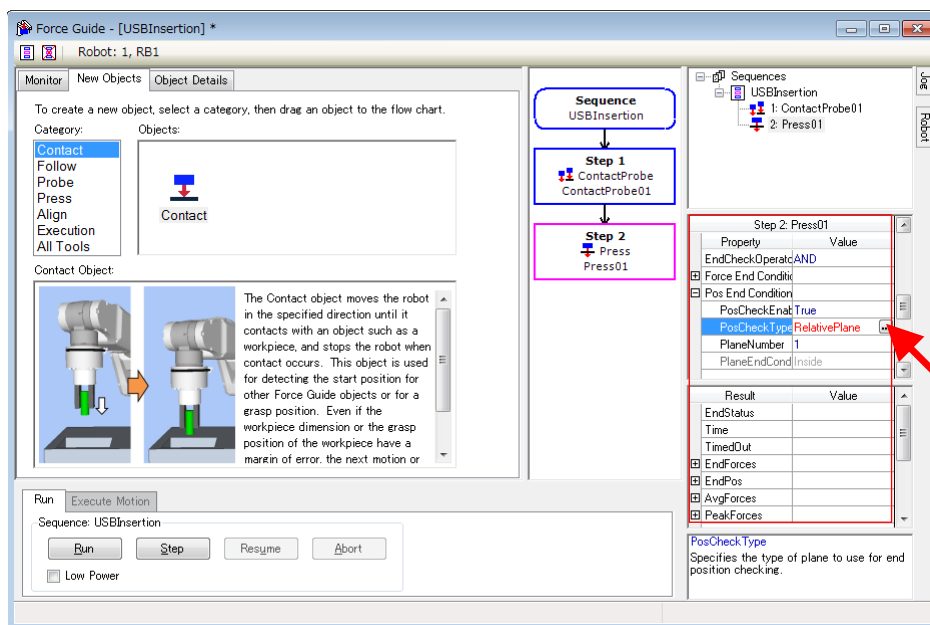 Force Guide - [USBInsertion] *
Robot: 1, RB1
Monitor New Objects Object Details
To create a new object, select a category, then drag an object to the flow chart.
Category: Objects:
Contact
Follow
Probe
Press
Align
Execution
All Tools
Contact
Contact Object:
The Contact object moves the robot
in the specified direction until it
contacts with an object such as a
workpiece, and stops the robot when
contact occurs. This object is used
for detecting the start position for
other Force Guide objects or for a
grasp position. Even if the
workpiece dimension or the grasp
position of the workpiece have a
margin of error, the next motion or
Sequence
USBInsertion
Step 1
ContactProbe
ContactProbe01
Step 2
Press
Press01
Sequences
USBInsertion
1: ContactProbe01
2: Press01
Jog
Robot
Step 2: Press01
Property Value
EndCheckOperatc AND
Force End Conditic
Pos End Condition
PosCheckEnat True
PosCheckType RelativePlane
PlaneNumber 1
PlaneEndCond Inside
Result Value
EndStatus
Time
TimedOut
EndForces
EndPos
AvgForces
PeakForces
PosCheckType
Specifies the type of plane to use for end
position checking.
Run Execute Motion
Sequence: USBInsertion
Run Step Resume Abort
Low Power